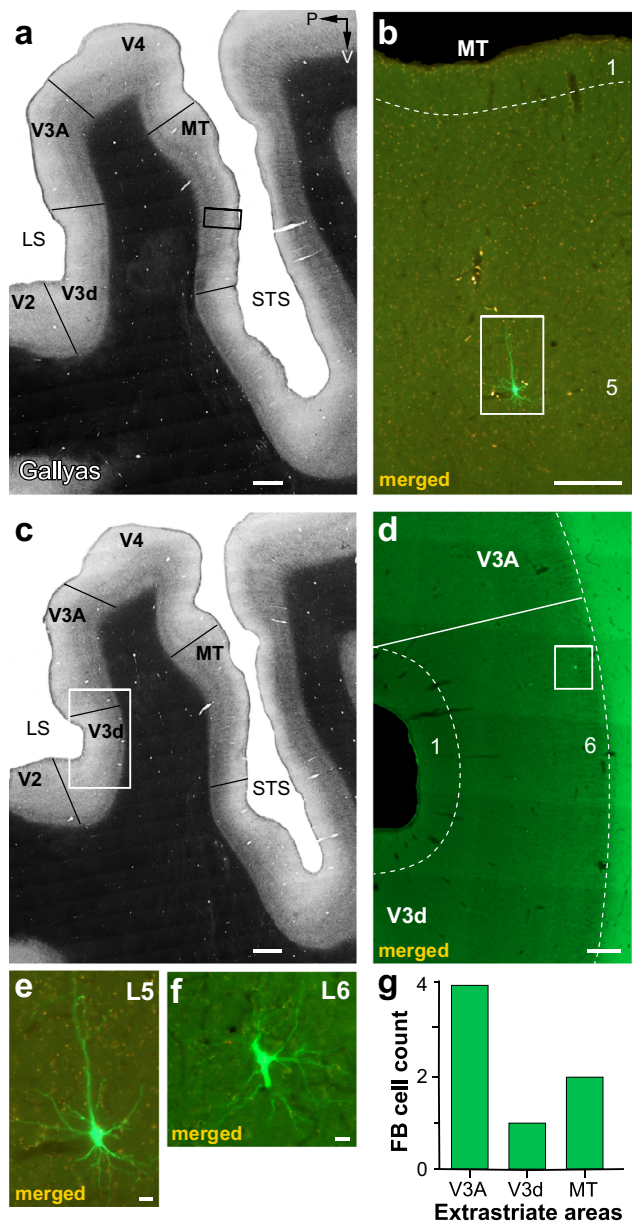 a
V4
P
V
V3A
MT
LS
V3d
V2
STS
Gallyas
b
MT
1
5
merged
c
V4
V3A
MT
LS
V3d
V2
STS
d
V3A
1
6
V3d
merged
e
L5
merged
f
L6
merged
g
FB cell count
4
2
0
V3A V3d MT
Extrastriate areas